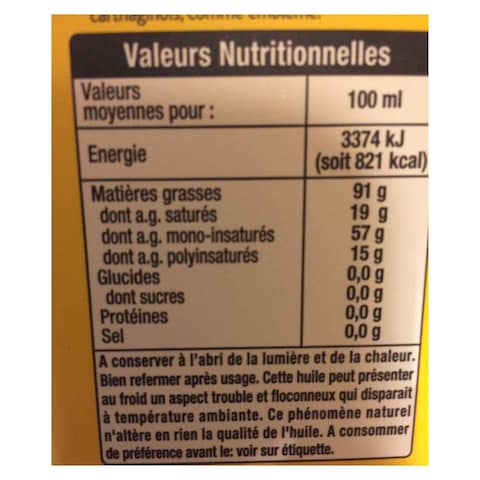 carthaginois, comme emblème.
Valeurs Nutritionnelles
Valeurs
moyennes pour : 100 ml
Energie 3374 kJ
(soit 821 kcal)
Matières grasses 91 g
dont a.g. saturés 19 g
dont a.g. mono-insaturés 57 g
dont a.g. polyinsaturés 15 g
Glucides 0,0 g
dont sucres 0,0 g
Protéines 0,0 g
Sel 0,0 g
A conserver à l'abri de la lumière et de la chaleur.
Bien refermer après usage. Cette huile peut présenter
au froid un aspect trouble et floconneux qui disparait
à température ambiante. Ce phénomène naturel
n'altère en rien la qualité de l'huile. A consommer
de préférence avant le: voir sur étiquette.